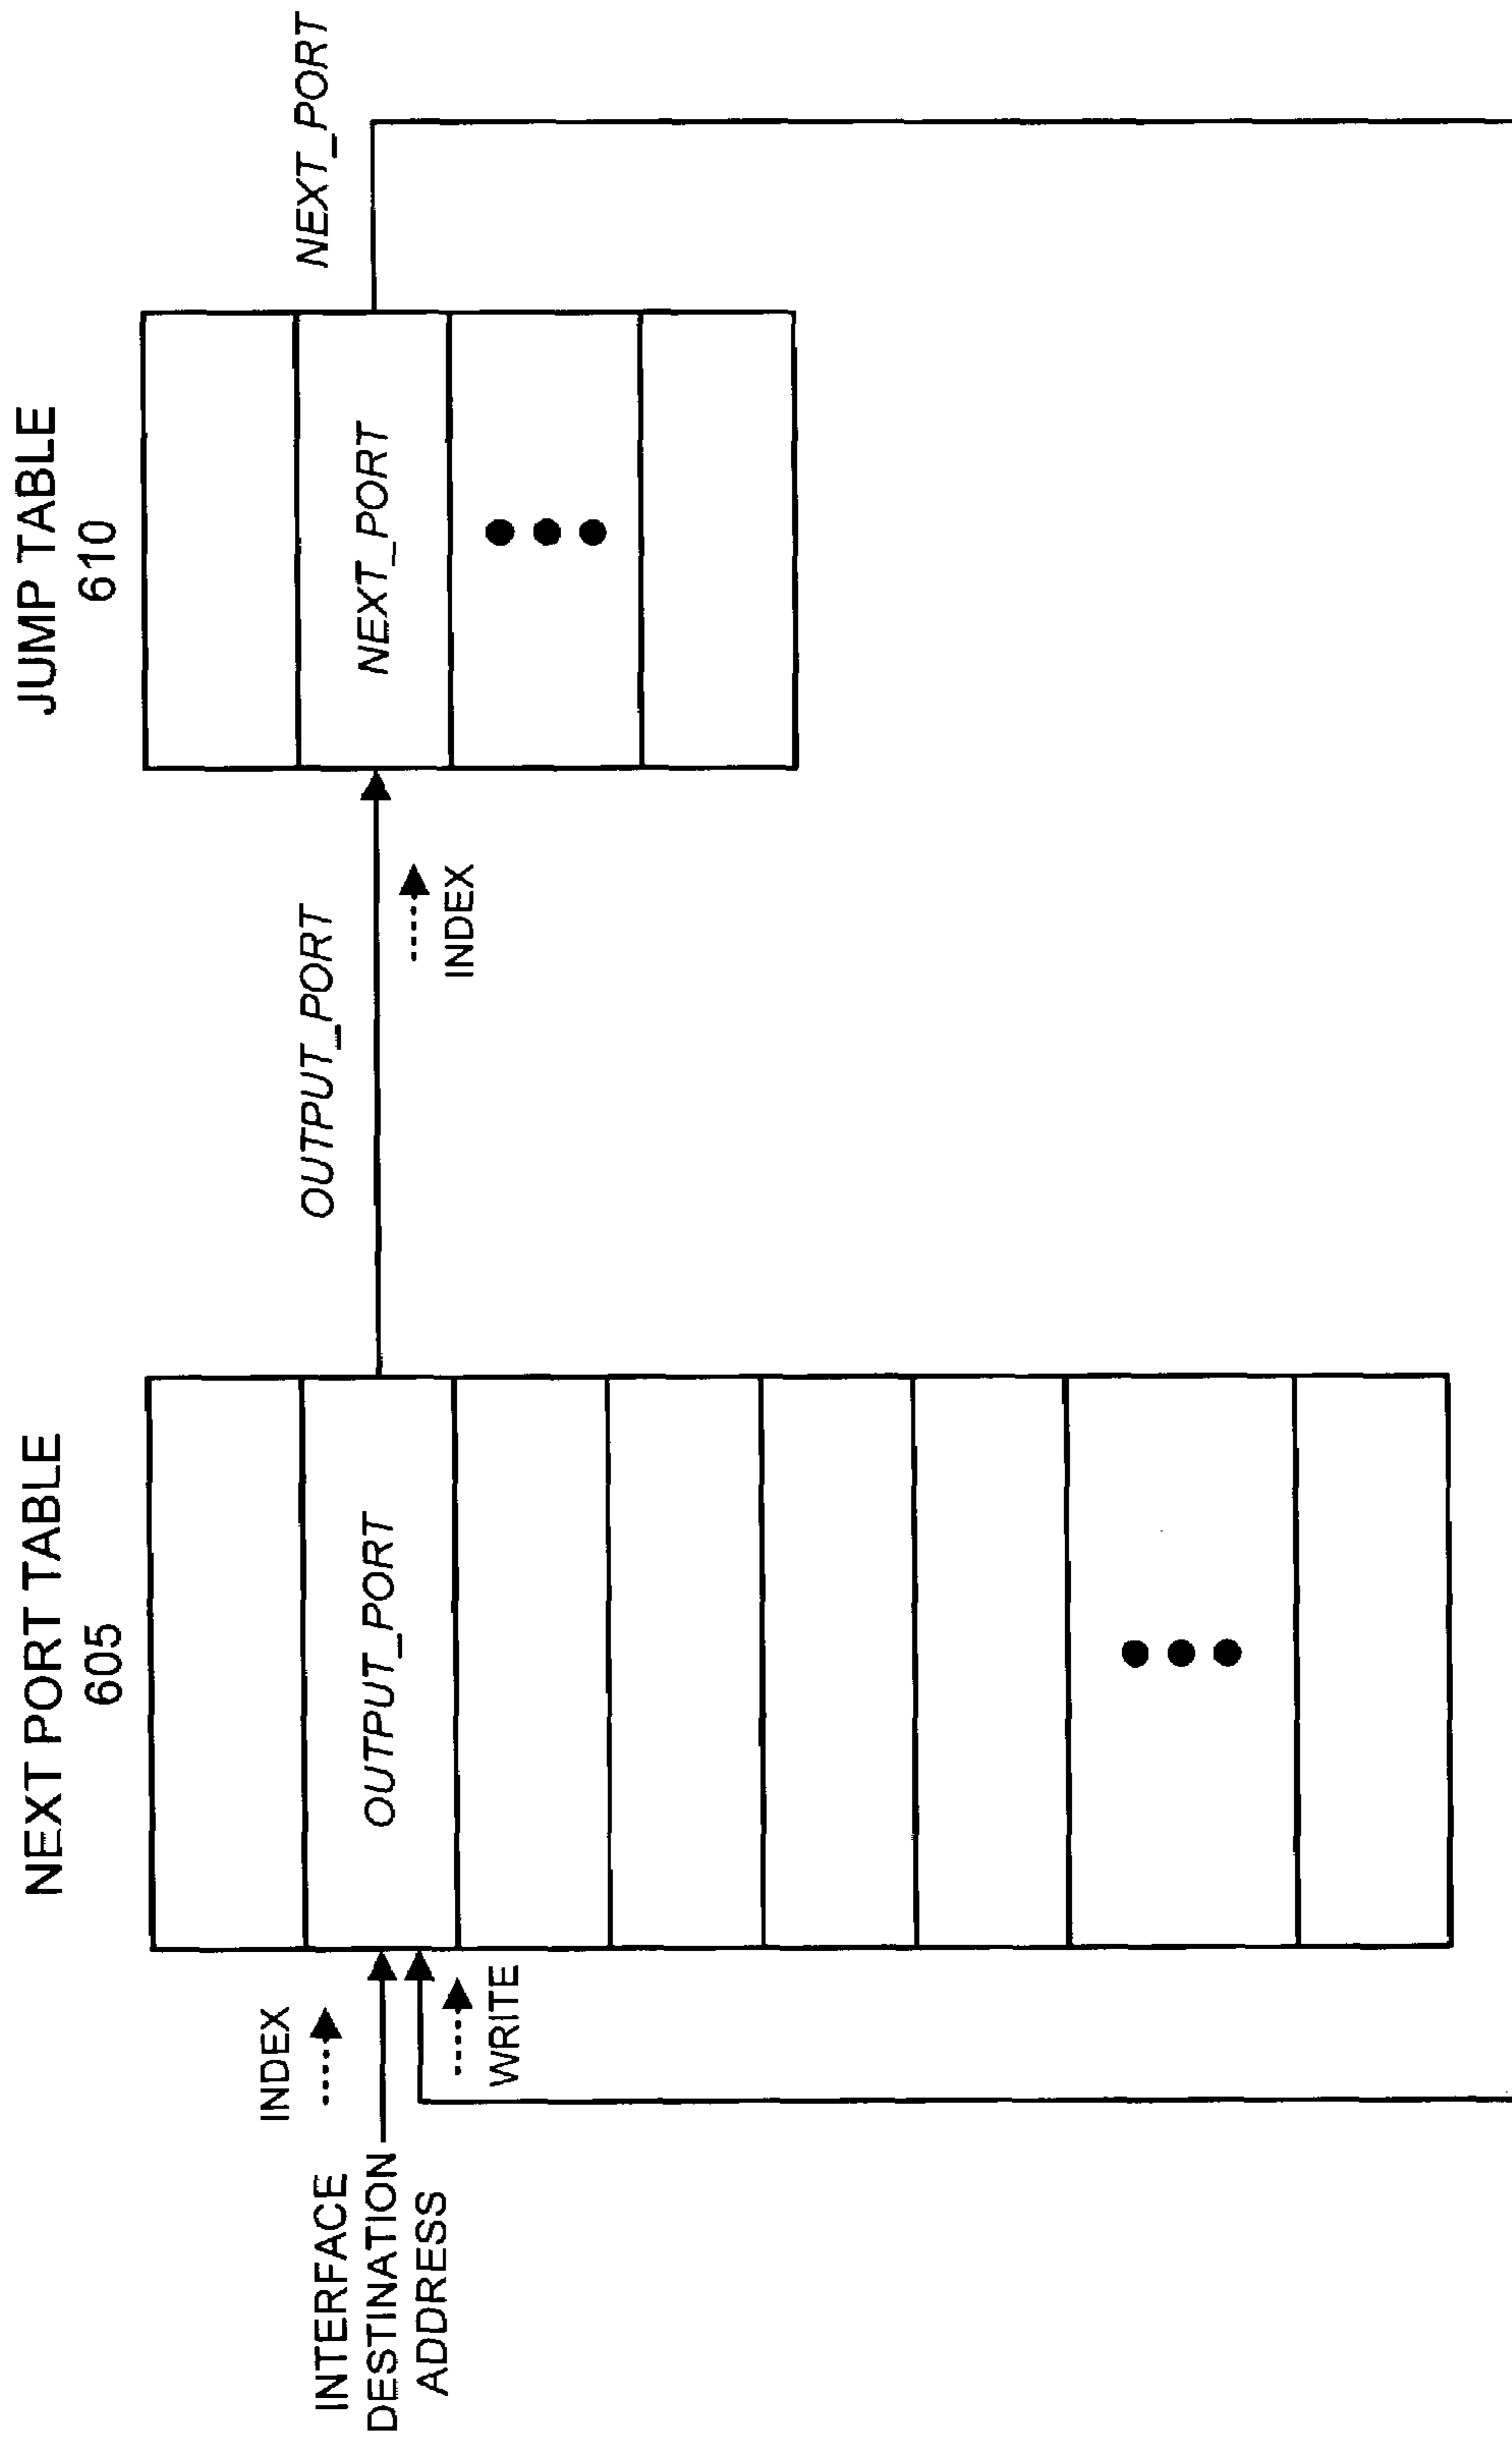 NEXT PORT TABLE
605
JUMP TABLE
610
INDEX
INTERFACE
DESTINATION
ADDRESS
WRITE
OUTPUT_PORT
OUTPUT_PORT
INDEX
NEXT_PORT
NEXT_PORT